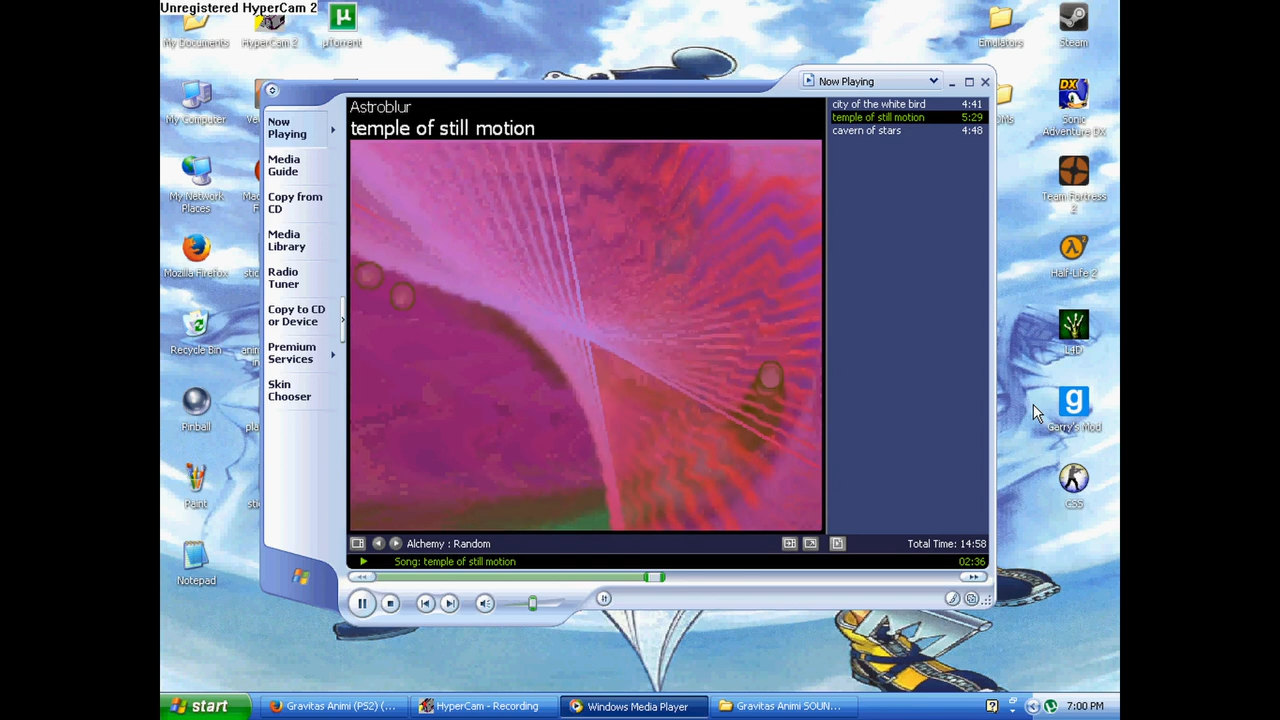 Unregistered HyperCam 2
My Documents
HyperCam 2
µTorrent
Emulators
Steam
My Computer
Sonic Adventure DX
My Network Places
Team Fortress 2
Mozilla Firefox
Half-Life 2
Recycle Bin
L4D
Pinball
Garry's Mod
Paint
CSS
Notepad
Now Playing
Astroblur
temple of still motion
city of the white bird 4:41
temple of still motion 5:29
cavern of stars 4:48
Now
Playing
Media
Guide
Copy from
CD
Media
Library
Radio
Tuner
Copy to CD
or Device
Premium
Services
Skin
Chooser
Alchemy : Random
Total Time: 14:58
Song: temple of still motion
02:36
start
Gravitas Animi (PS2) (...
HyperCam - Recording
Windows Media Player
Gravitas Animi SOUN...
7:00 PM